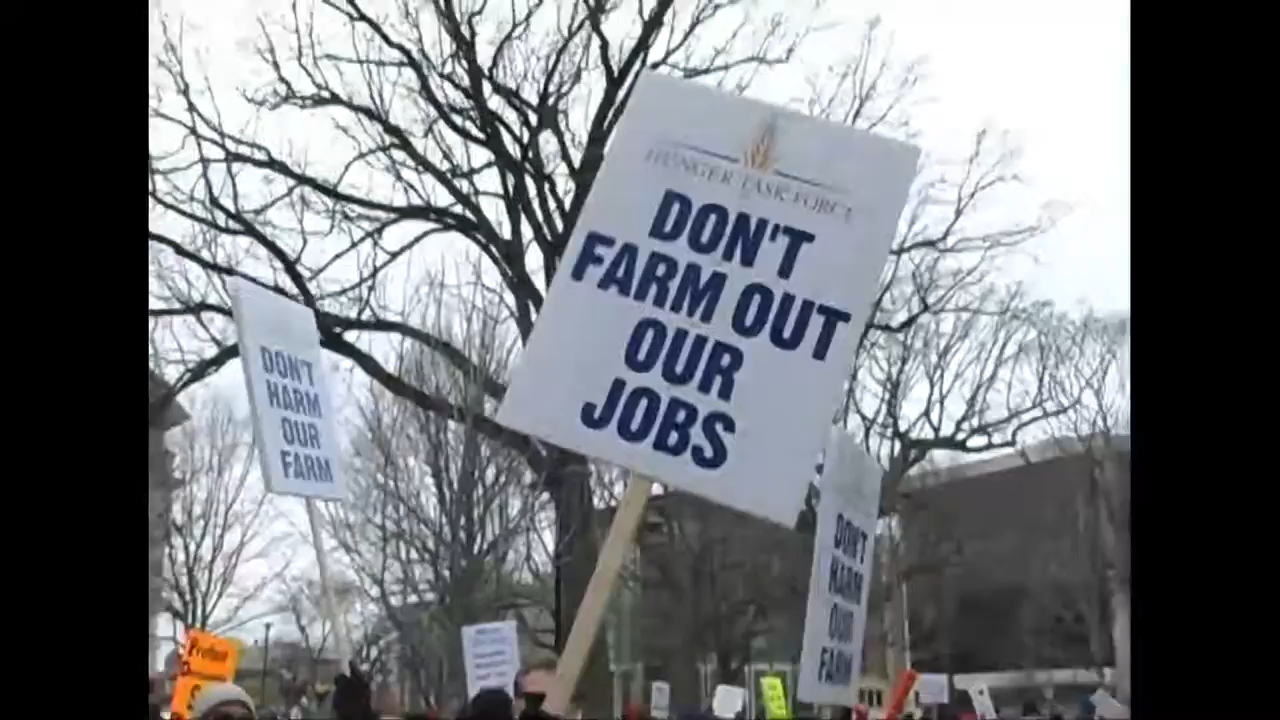 HUNGER TASK FORCE
DON'T
FARM OUT
OUR
JOBS
DON'T
HARM
OUR
FARM
DON'T
HARM
OUR
FARM